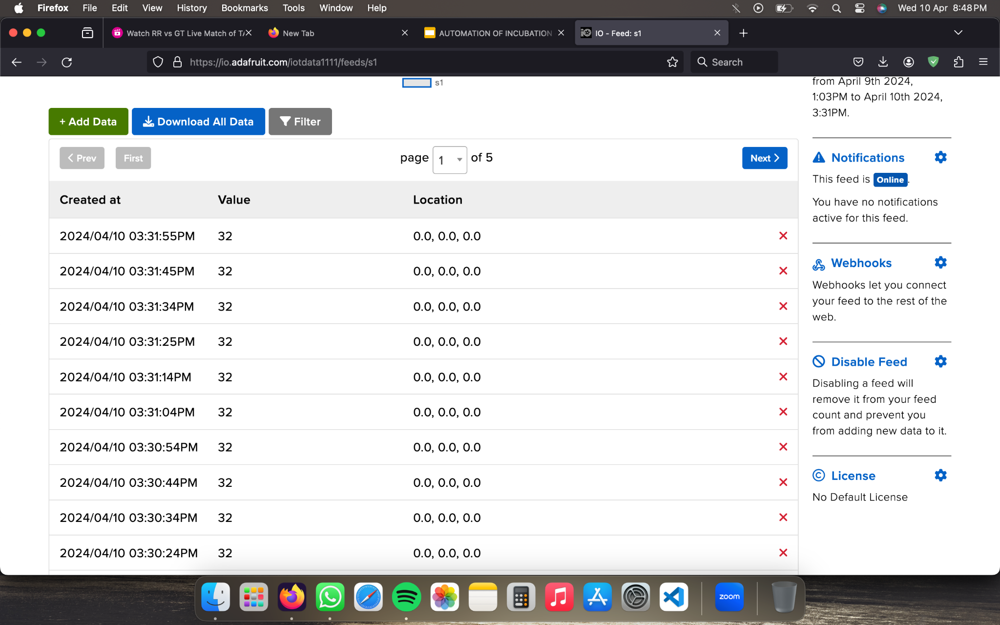 Firefox File Edit View History Bookmarks Tools Window Help Wed 10 Apr 8:48 PM
Watch RR vs GT Live Match of TA New Tab AUTOMATION OF INCUBATION IO - Feed: s1
https://io.adafruit.com/iotdata1111/feeds/s1 Search
s1
from April 9th 2024,
1:03PM to April 10th 2024,
3:31PM.
+ Add Data Download All Data Filter
Prev First page 1 of 5 Next
Created at Value Location
2024/04/10 03:31:55PM 32 0.0, 0.0, 0.0
2024/04/10 03:31:45PM 32 0.0, 0.0, 0.0
2024/04/10 03:31:34PM 32 0.0, 0.0, 0.0
2024/04/10 03:31:25PM 32 0.0, 0.0, 0.0
2024/04/10 03:31:14PM 32 0.0, 0.0, 0.0
2024/04/10 03:31:04PM 32 0.0, 0.0, 0.0
2024/04/10 03:30:54PM 32 0.0, 0.0, 0.0
2024/04/10 03:30:44PM 32 0.0, 0.0, 0.0
2024/04/10 03:30:34PM 32 0.0, 0.0, 0.0
2024/04/10 03:30:24PM 32 0.0, 0.0, 0.0
Notifications
This feed is Online.
You have no notifications
active for this feed.
Webhooks
Webhooks let you connect
your feed to the rest of the
web.
Disable Feed
Disabling a feed will
remove it from your feed
count and prevent you
from adding new data to it.
License
No Default License
zoom